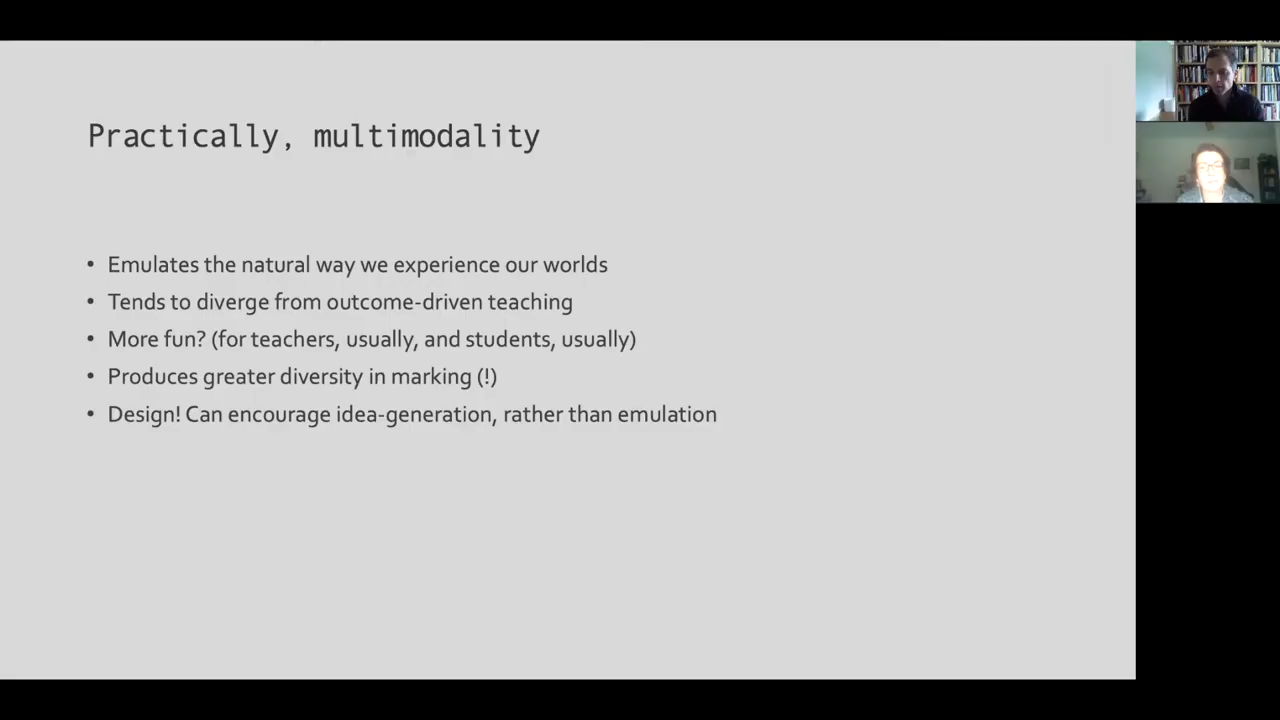 Practically, multimodality
• Emulates the natural way we experience our worlds
• Tends to diverge from outcome-driven teaching
• More fun? (for teachers, usually, and students, usually)
• Produces greater diversity in marking (!)
• Design! Can encourage idea-generation, rather than emulation